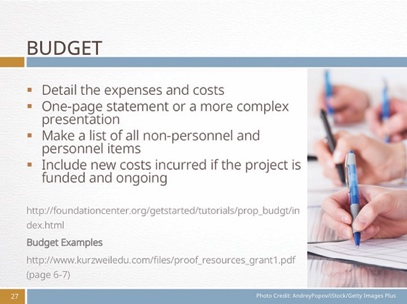 BUDGET
▪ Detail the expenses and costs
▪ One-page statement or a more complex
presentation
▪ Make a list of all non-personnel and
personnel items
▪ Include new costs incurred if the project is
funded and ongoing
http://foundationcenter.org/getstarted/tutorials/prop_budgt/in
dex.html
Budget Examples
http://www.kurzweiledu.com/files/proof_resources_grant1.pdf
(page 6-7)
27
Photo Credit: AndreyPopov/iStock/Getty Images Plus